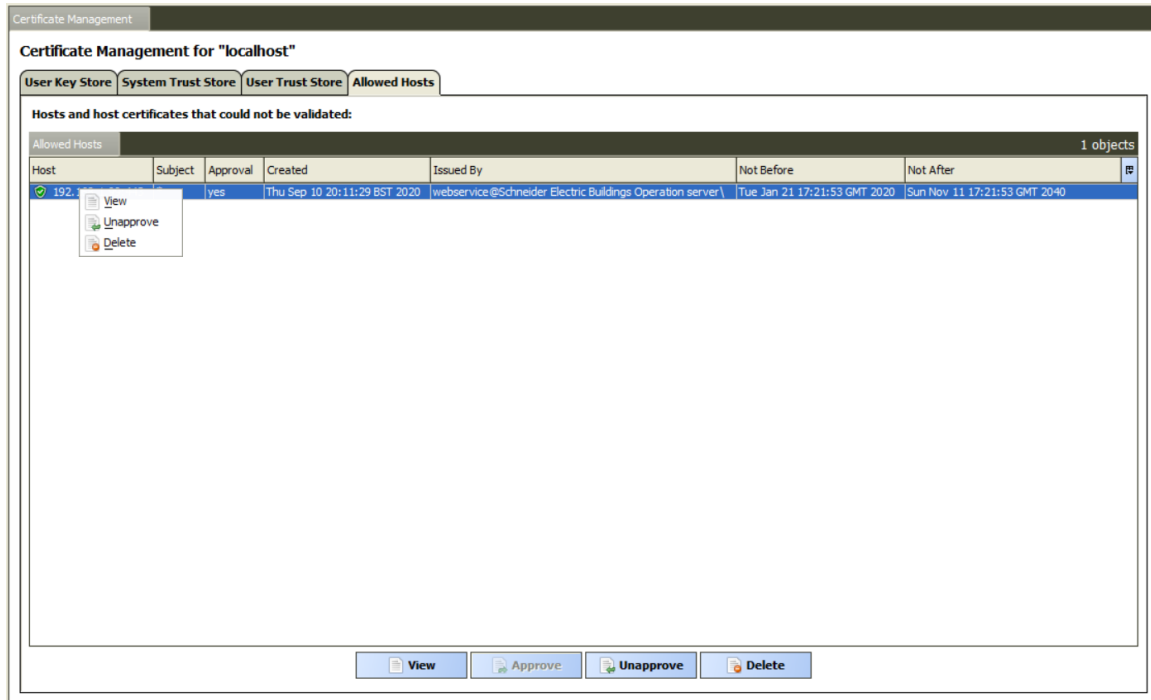 Certificate Management
Certificate Management for "localhost"
User Key Store System Trust Store User Trust Store Allowed Hosts
Hosts and host certificates that could not be validated:
Allowed Hosts 1 objects
Host Subject Approval Created Issued By Not Before Not After
192. yes Thu Sep 10 20:11:29 BST 2020 webservice@Schneider Electric Buildings Operation server\ Tue Jan 21 17:21:53 GMT 2020 Sun Nov 11 17:21:53 GMT 2040
View
Unapprove
Delete
View Approve Unapprove Delete